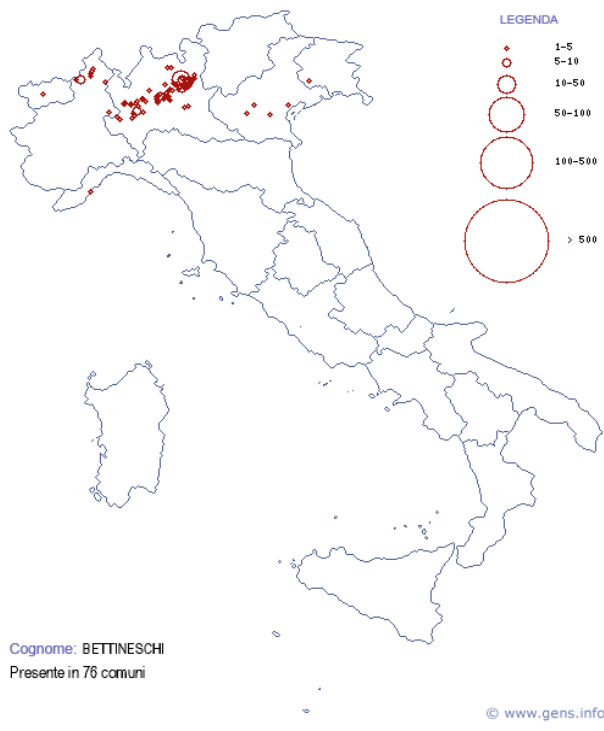 LEGENDA
1-5
5-10
10-50
50-100
100-500
> 500
Cognome: BETTINESCHI
Presente in 76 comuni
© www.gens.info